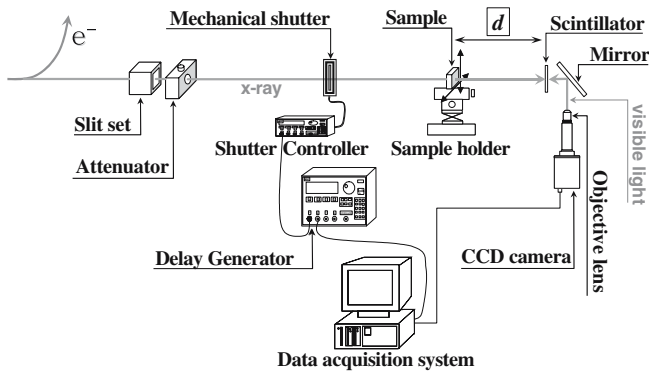 Mechanical shutter
Sample
d
Scintillator
Mirror
e⁻
x-ray
Slit set
Attenuator
Shutter Controller
Sample holder
visible light
Objective lens
Delay Generator
CCD camera
Data acquisition system